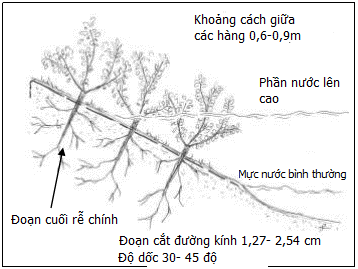 Khoảng cách giữa
các hàng 0,6-0,9m
Phần nước lên
cao
Mực nước bình thường
Đoạn cuối rễ chính
Đoạn cắt đường kính 1,27- 2,54 cm
Độ dốc 30- 45 độ